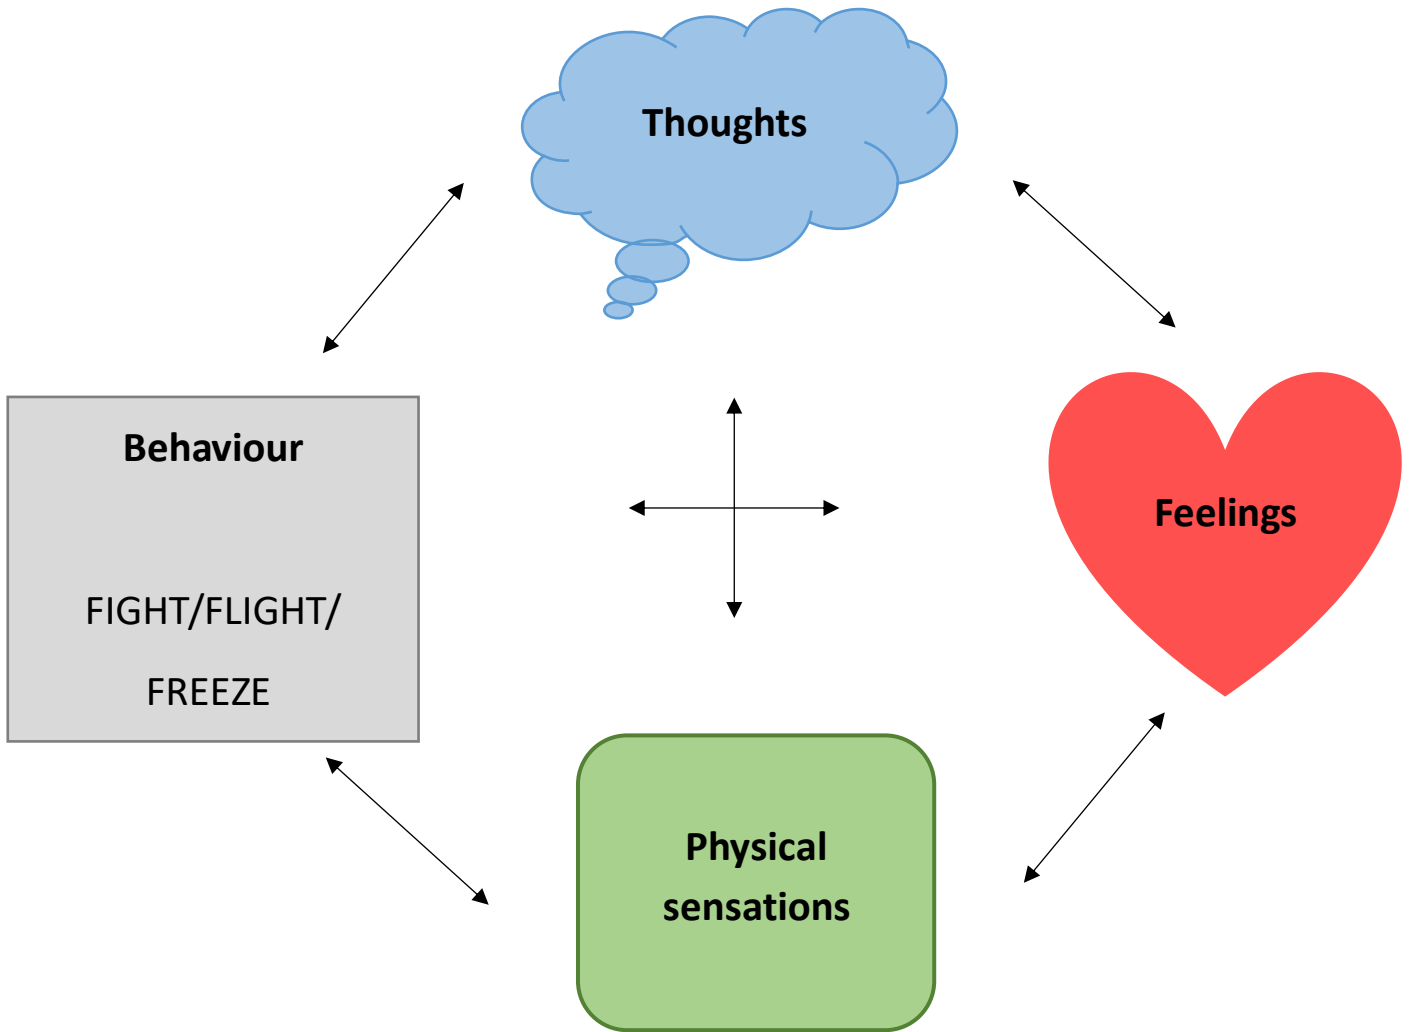 Thoughts
Behaviour
FIGHT/FLIGHT/
FREEZE
Feelings
Physical
sensations